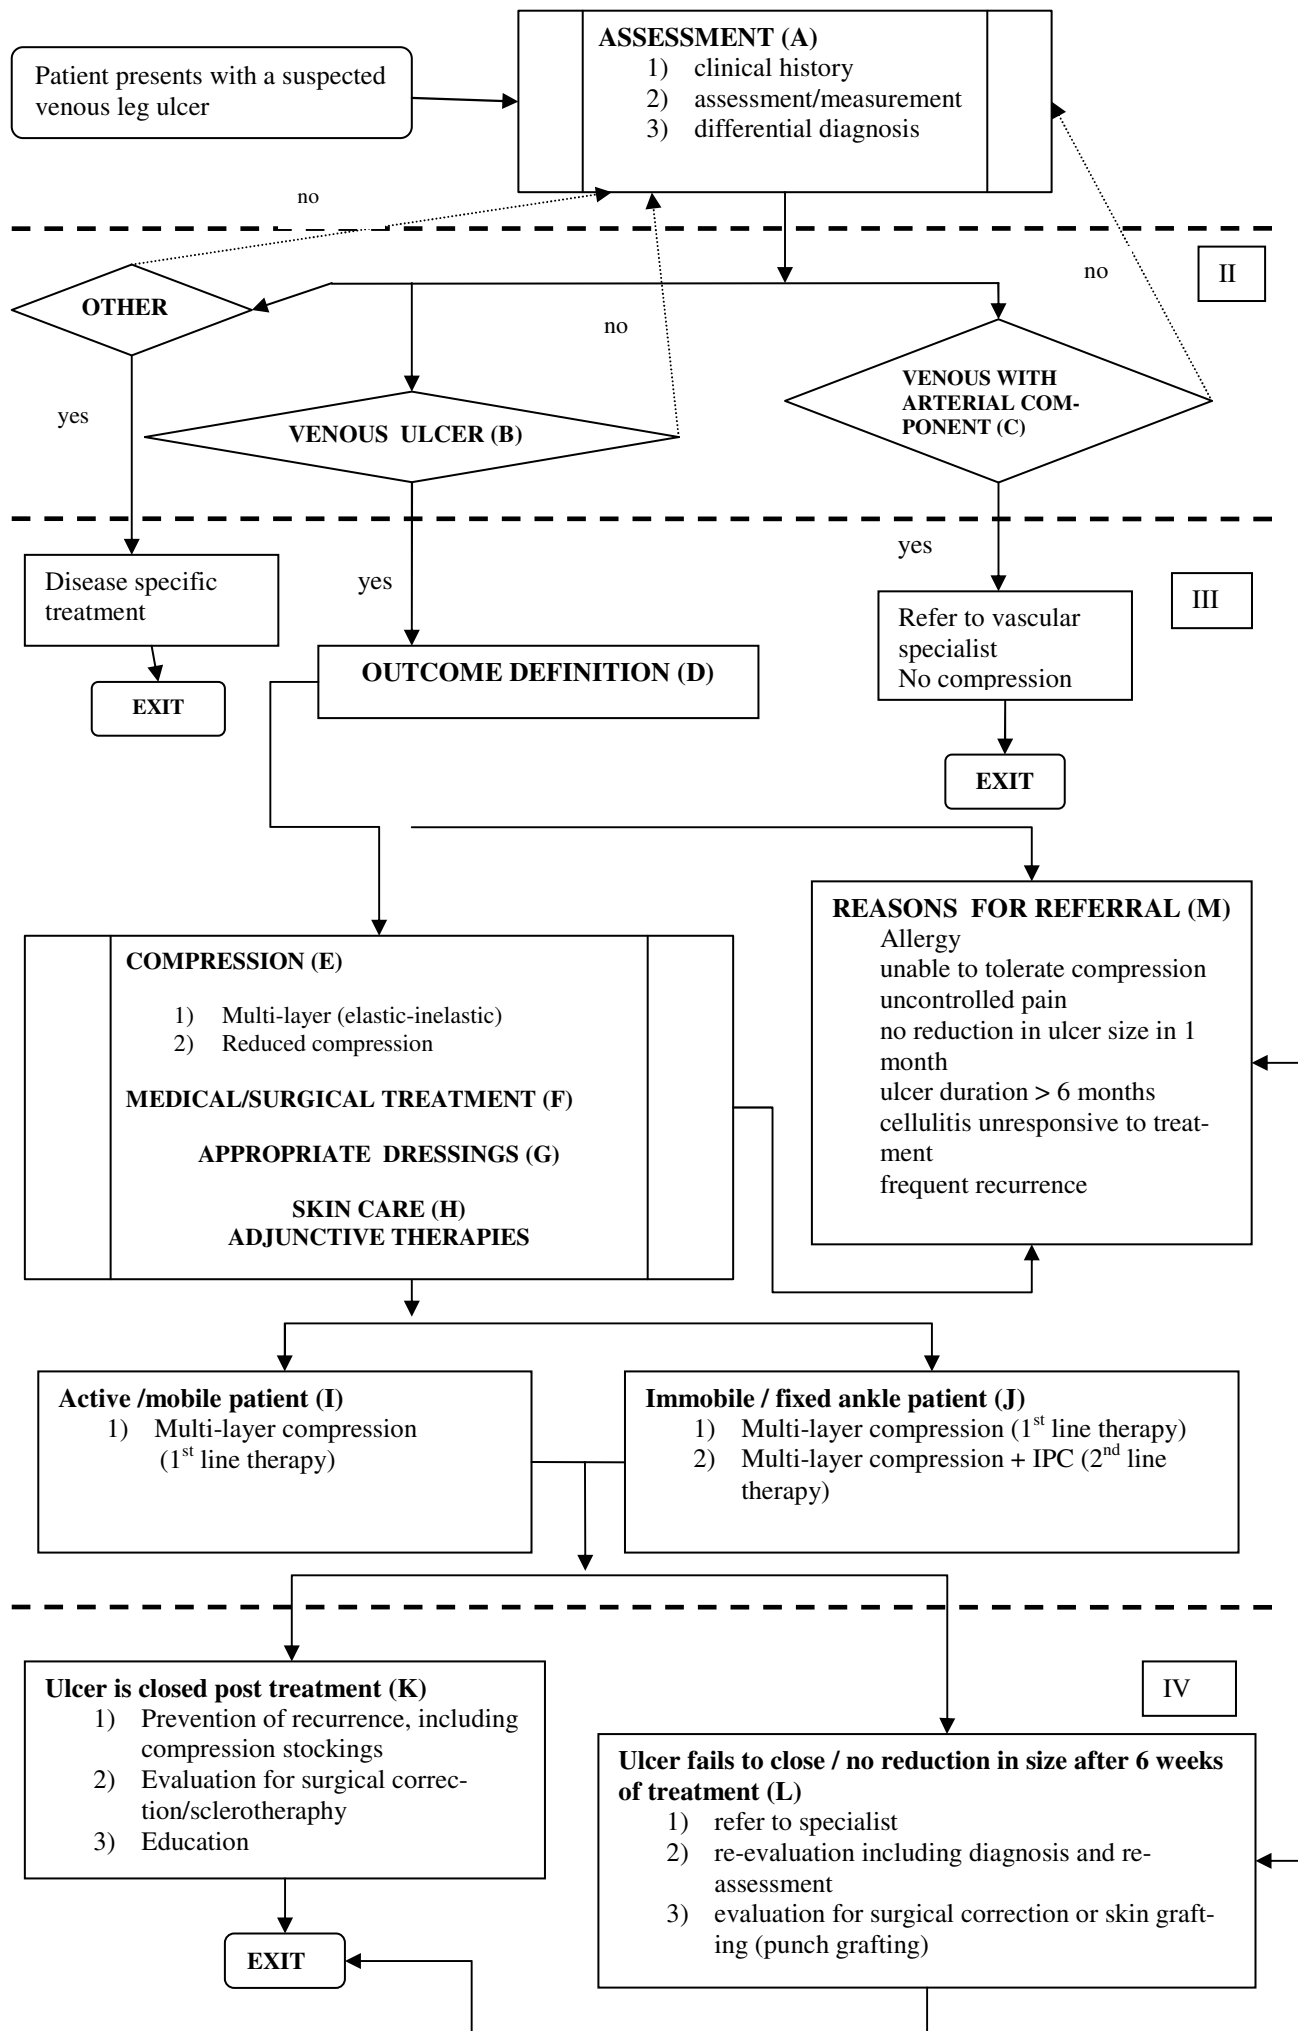 Patient presents with a suspected
venous leg ulcer
ASSESSMENT (A)
1) clinical history
2) assessment/measurement
3) differential diagnosis
no
II
OTHER
no
no
yes
VENOUS ULCER (B)
VENOUS WITH
ARTERIAL COM-
PONENT (C)
Disease specific
treatment
yes
yes
III
Refer to vascular
specialist
No compression
EXIT
OUTCOME DEFINITION (D)
EXIT
REASONS FOR REFERRAL (M)
Allergy
unable to tolerate compression
uncontrolled pain
no reduction in ulcer size in 1
month
ulcer duration > 6 months
cellulitis unresponsive to treat-
ment
frequent recurrence
COMPRESSION (E)
1) Multi-layer (elastic-inelastic)
2) Reduced compression
MEDICAL/SURGICAL TREATMENT (F)
APPROPRIATE DRESSINGS (G)
SKIN CARE (H)
ADJUNCTIVE THERAPIES
Active /mobile patient (I)
1) Multi-layer compression
(1st line therapy)
Immobile / fixed ankle patient (J)
1) Multi-layer compression (1st line therapy)
2) Multi-layer compression + IPC (2nd line
therapy)
Ulcer is closed post treatment (K)
1) Prevention of recurrence, including
compression stockings
2) Evaluation for surgical correc-
tion/sclerotheraphy
3) Education
IV
Ulcer fails to close / no reduction in size after 6 weeks
of treatment (L)
1) refer to specialist
2) re-evaluation including diagnosis and re-
assessment
3) evaluation for surgical correction or skin graft-
ing (punch grafting)
EXIT